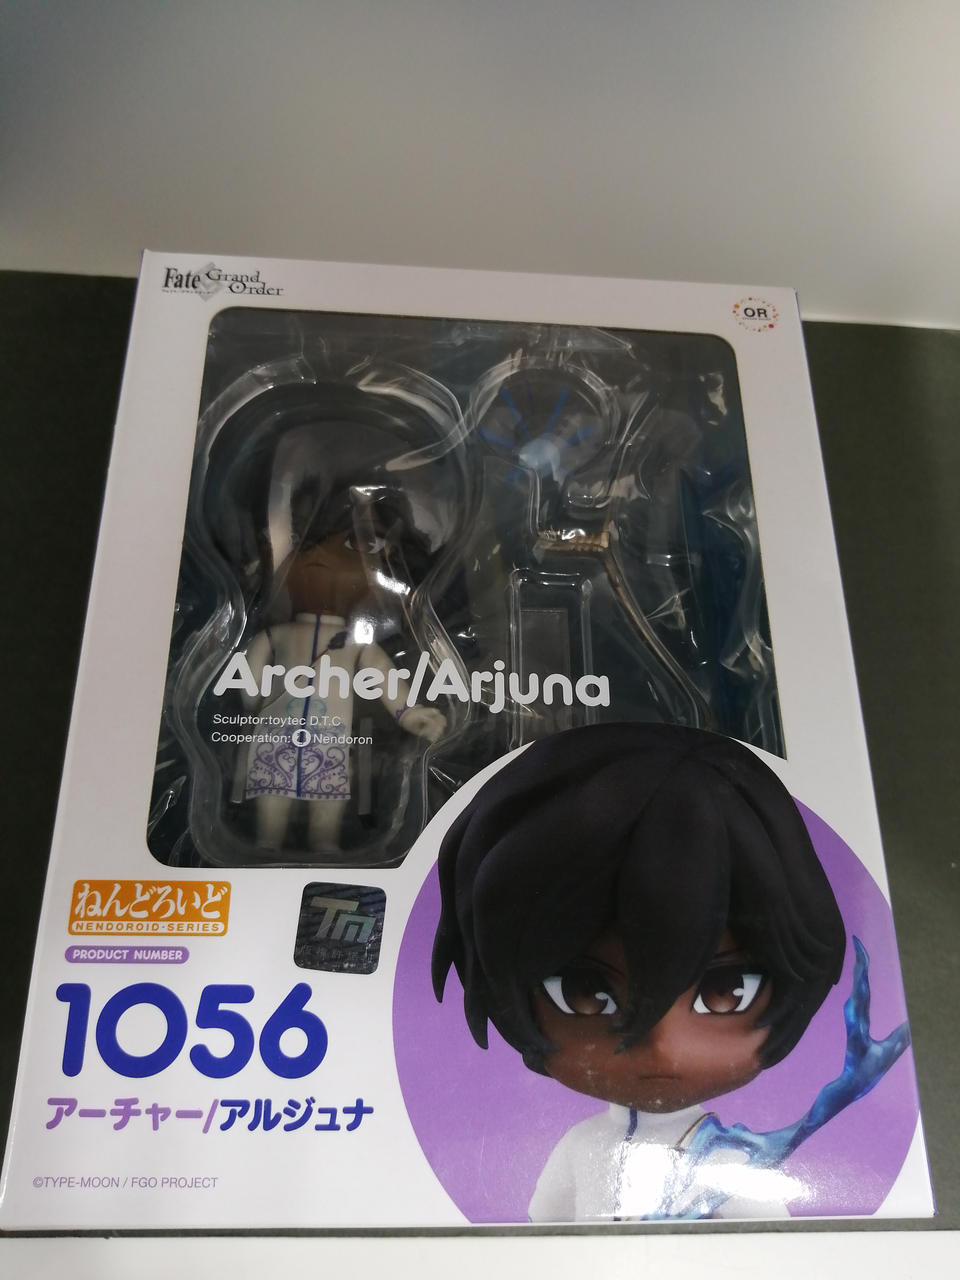 Fate Grand
Order
OR
Archer/Arjuna
Sculptor:toytec D.T.C
Cooperation: Nendoron
ねんどろいど
NENDOROID·SERIES
TM
PRODUCT NUMBER
1056
アーチャー/アルジュナ
©TYPE-MOON / FGO PROJECT